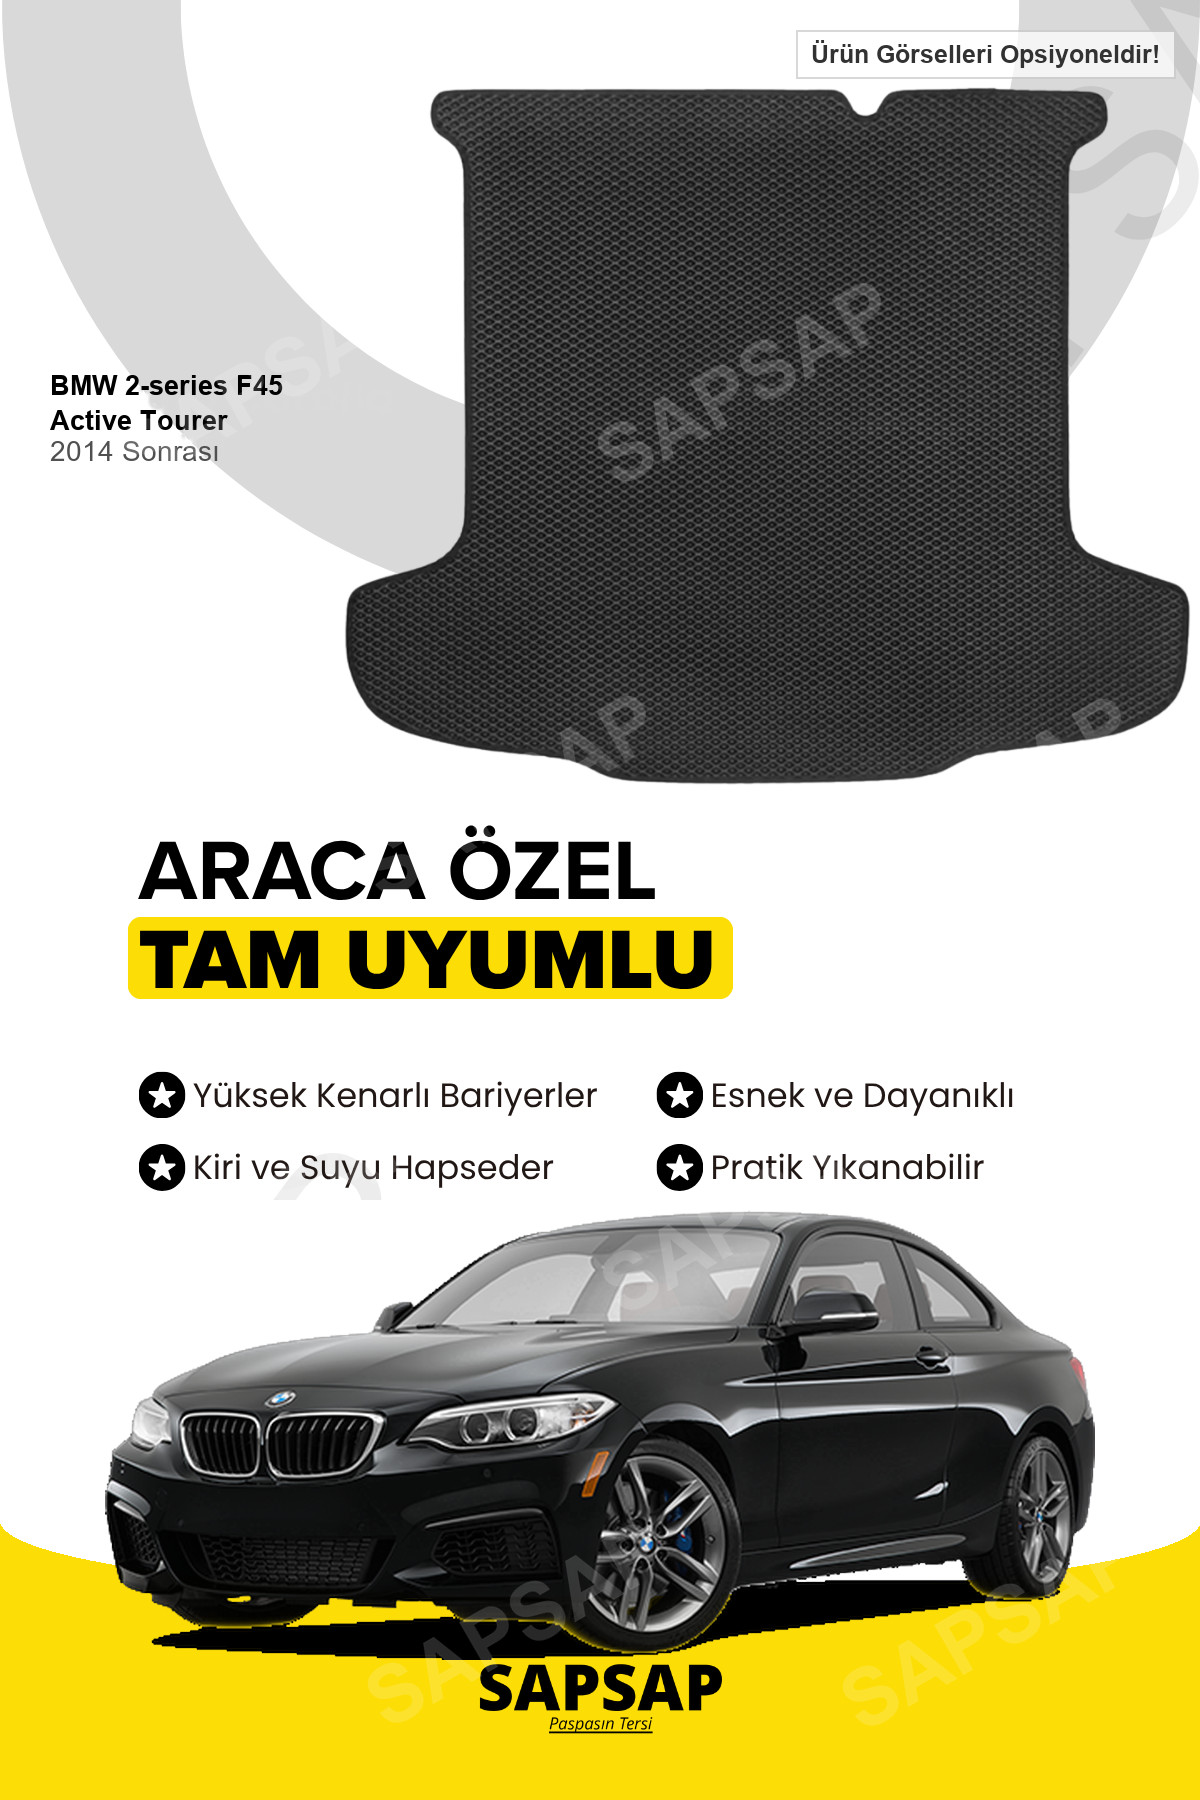 Ürün Görselleri Opsiyoneldir!
BMW 2-series F45
Active Tourer
2014 Sonrası
SAPSAP
ARACA ÖZEL
TAM UYUMLU
Yüksek Kenarlı Bariyerler
Esnek ve Dayanıklı
Kiri ve Suyu Hapseder
Pratik Yıkanabilir
SAPSAP
Paspasın Tersi